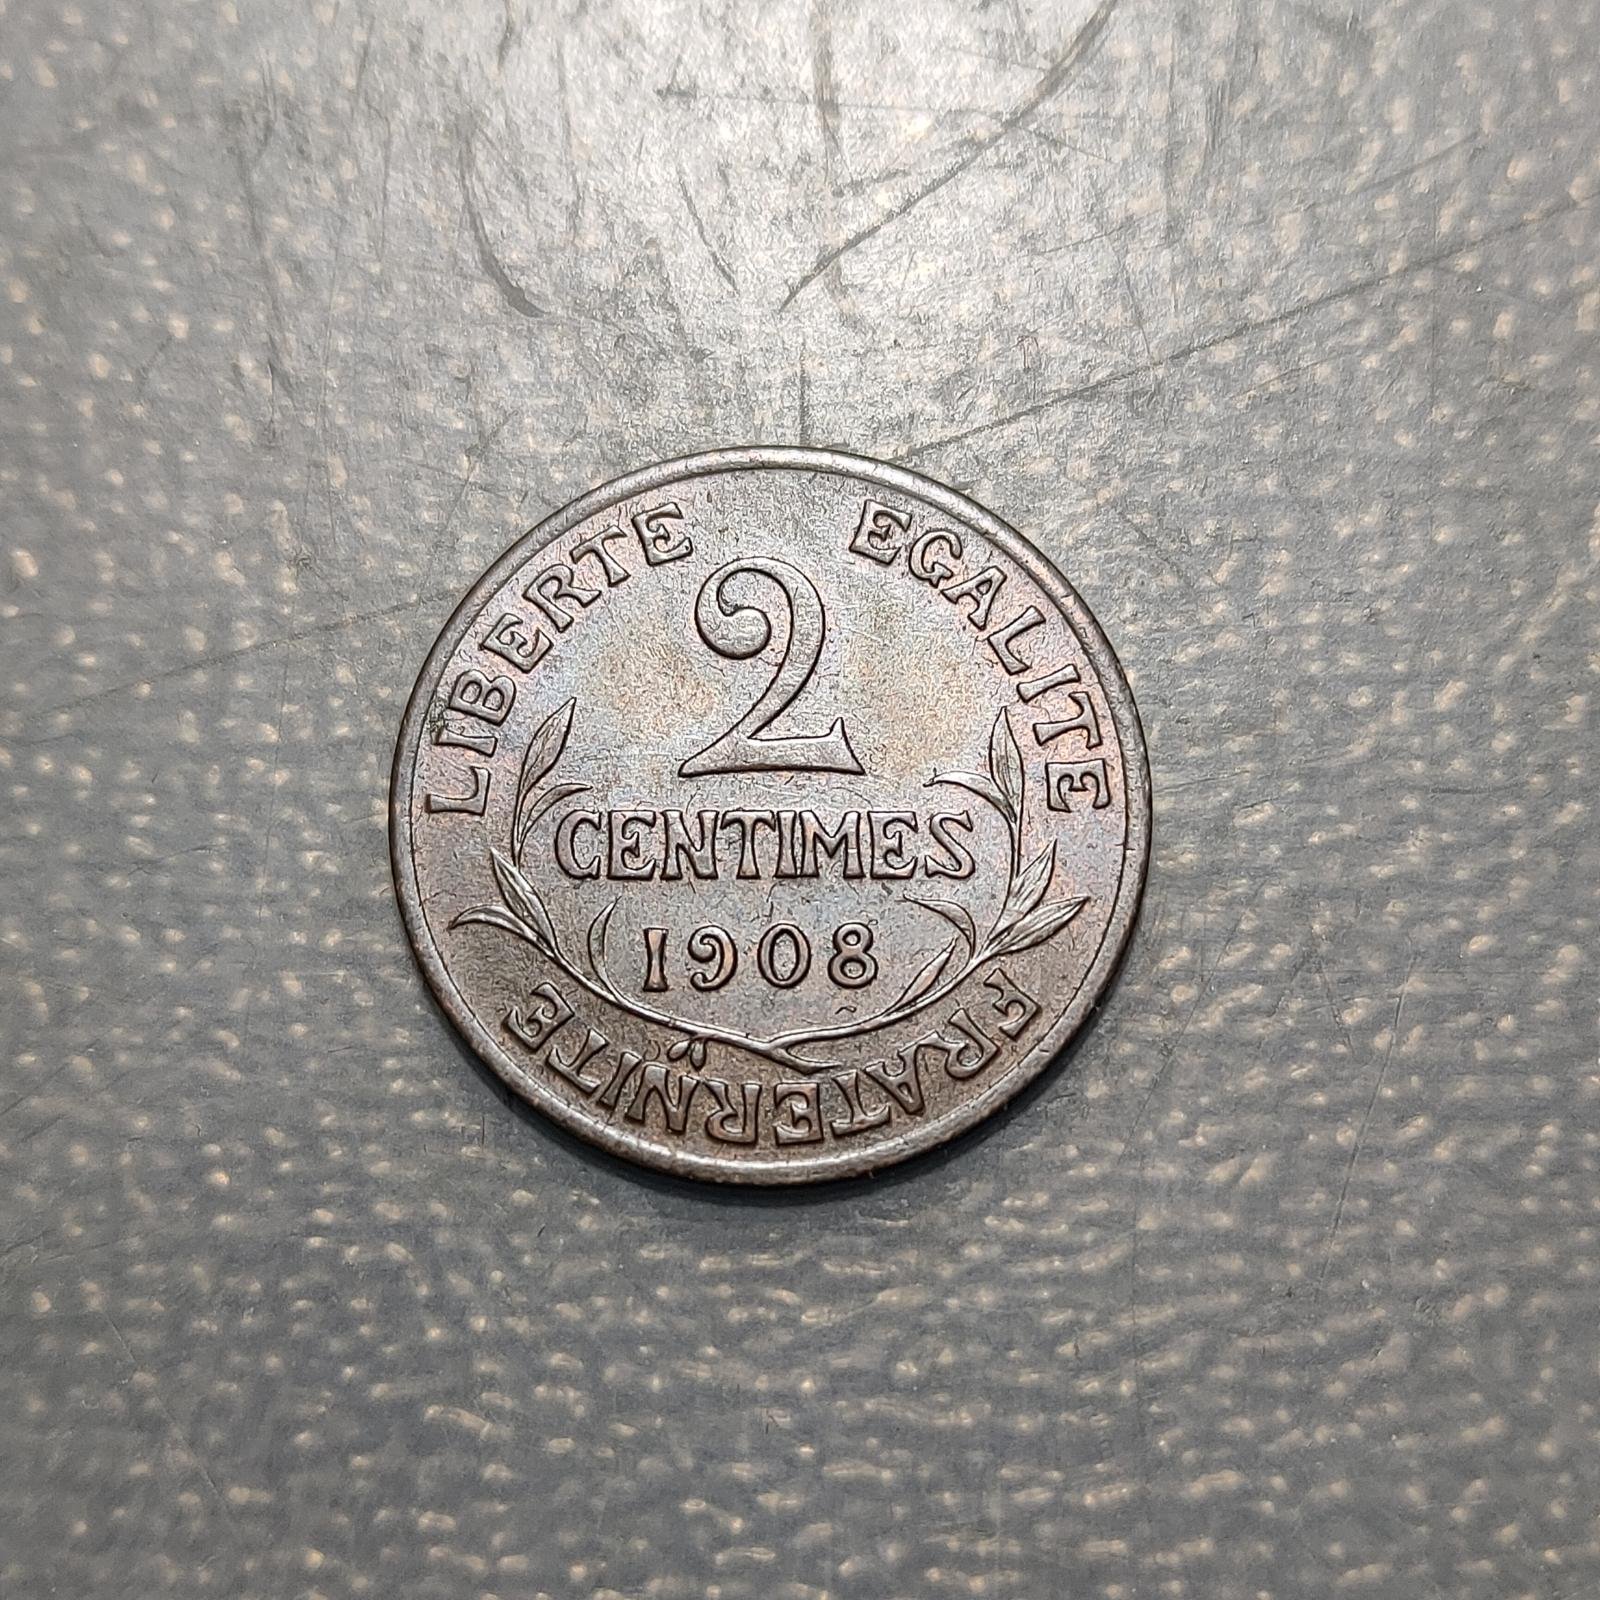 LIBERTE EGALITE
2
CENTIMES
1908
FRATERNITE